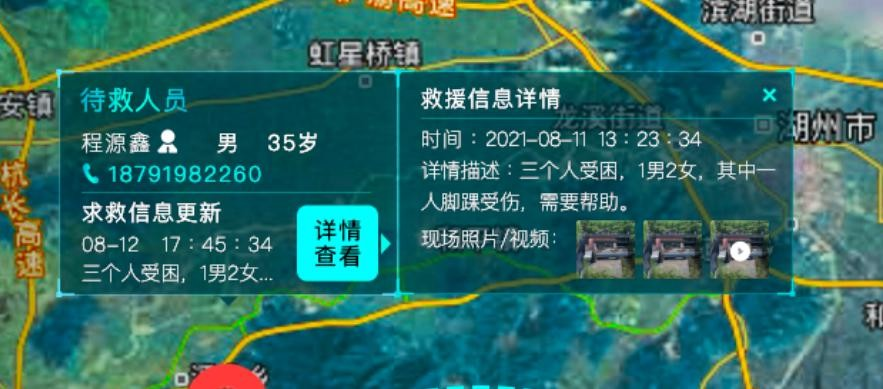 高速
滨湖街道
虹星桥镇
安镇
待救人员
程源鑫 男 35岁
18791982260
求救信息更新
08-12 17：45：34
三个人受困，1男2女...
详情
查看
救援信息详情
×
龙溪街道
湖州市
时间：2021-08-11 13：23：34
详情描述：三个人受困，1男2女，其中一
人脚踝受伤，需要帮助。
现场照片/视频：
杭长高速
和